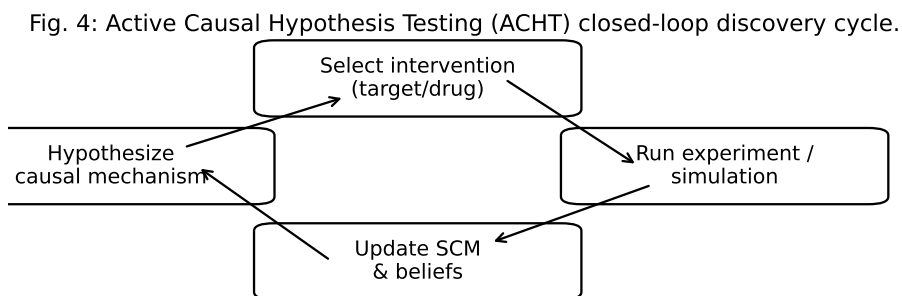 Fig. 4: Active Causal Hypothesis Testing (ACHT) closed-loop discovery cycle.
Select intervention
(target/drug)
Hypothesize
causal mechanism
Run experiment /
simulation
Update SCM
& beliefs